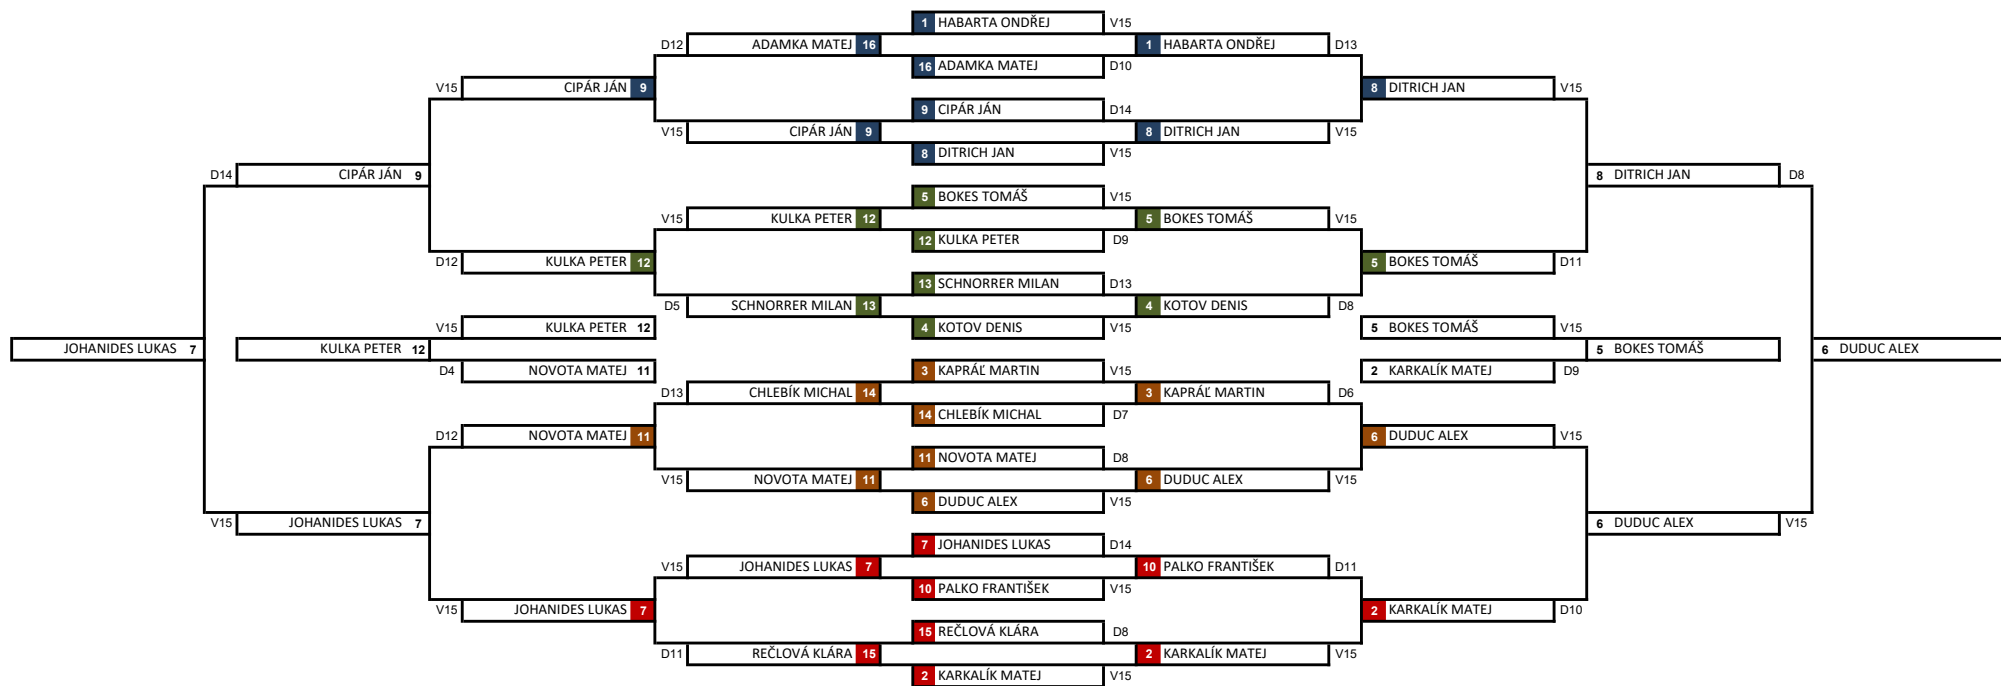 1 HABARTA ONDŘEJ V15
D12 ADAMKA MATEJ 16 1 HABARTA ONDŘEJ D13
16 ADAMKA MATEJ D10
V15 CIPÁR JÁN 9 8 DITRICH JAN V15
9 CIPÁR JÁN D14
V15 CIPÁR JÁN 9 8 DITRICH JAN V15
8 DITRICH JAN V15
D14 CIPÁR JÁN 9 8 DITRICH JAN D8
5 BOKES TOMÁŠ V15
V15 KULKA PETER 12 5 BOKES TOMÁŠ V15
12 KULKA PETER D9
D12 KULKA PETER 12 5 BOKES TOMÁŠ D11
13 SCHNORRER MILAN D13
D5 SCHNORRER MILAN 13 4 KOTOV DENIS D8
V15 KULKA PETER 12 4 KOTOV DENIS V15 5 BOKES TOMÁŠ V15
JOHANIDES LUKAS 7 KULKA PETER 12 5 BOKES TOMÁŠ 6 DUDUC ALEX
D4 NOVOTA MATEJ 11 3 KAPRÁĽ MARTIN V15 2 KARKALÍK MATEJ D9
D13 CHLEBÍK MICHAL 14 3 KAPRÁĽ MARTIN D6
14 CHLEBÍK MICHAL D7
D12 NOVOTA MATEJ 11 6 DUDUC ALEX V15
11 NOVOTA MATEJ D8
V15 NOVOTA MATEJ 11 6 DUDUC ALEX V15
6 DUDUC ALEX V15
V15 JOHANIDES LUKAS 7 6 DUDUC ALEX V15
7 JOHANIDES LUKAS D14
V15 JOHANIDES LUKAS 7 10 PALKO FRANTIŠEK D11
10 PALKO FRANTIŠEK V15
V15 JOHANIDES LUKAS 7 2 KARKALÍK MATEJ D10
15 REČLOVÁ KLÁRA D8
D11 REČLOVÁ KLÁRA 15 2 KARKALÍK MATEJ V15
2 KARKALÍK MATEJ V15